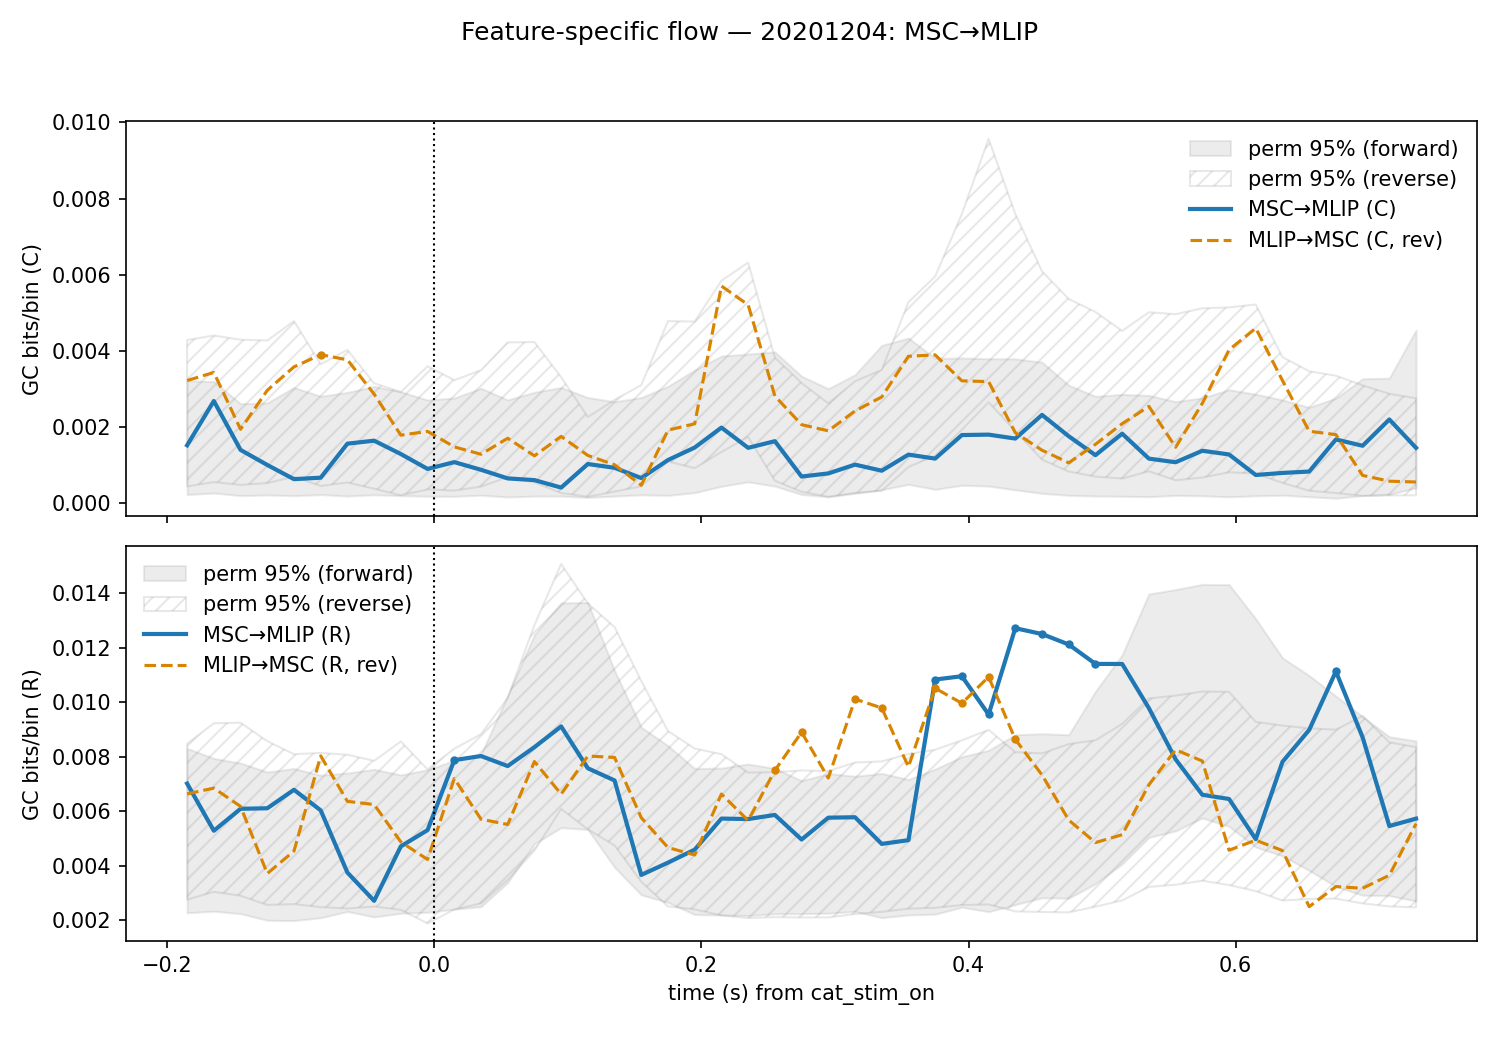 Feature-specific flow — 20201204: MSC→MLIP
0.010
0.008
0.006
0.004
0.002
0.000
GC bits/bin (C)
perm 95% (forward)
perm 95% (reverse)
MSC→MLIP (C)
MLIP→MSC (C, rev)
0.014
0.012
0.010
0.008
0.006
0.004
0.002
GC bits/bin (R)
perm 95% (forward)
perm 95% (reverse)
MSC→MLIP (R)
MLIP→MSC (R, rev)
−0.2 0.0 0.2 0.4 0.6
time (s) from cat_stim_on